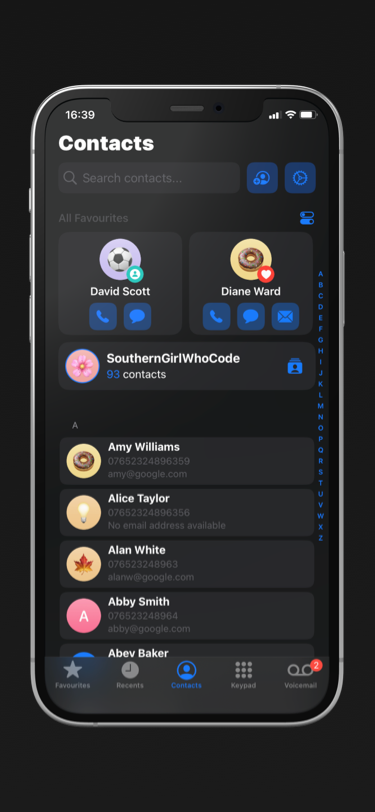 16:39
Contacts
Search contacts...
All Favourites
David Scott
Diane Ward
SouthernGirlWhoCode
93 contacts
A
Amy Williams
07652324896359
amy@google.com
Alice Taylor
07652324896356
No email address available
Alan White
076523248963
alanw@google.com
A
Abby Smith
076523248964
abby@google.com
Abey Baker
A
B
C
D
E
F
G
H
I
J
K
L
M
N
O
P
Q
R
S
T
U
V
W
X
Z
2
Favourites
Recents
Contacts
Keypad
Voicemail